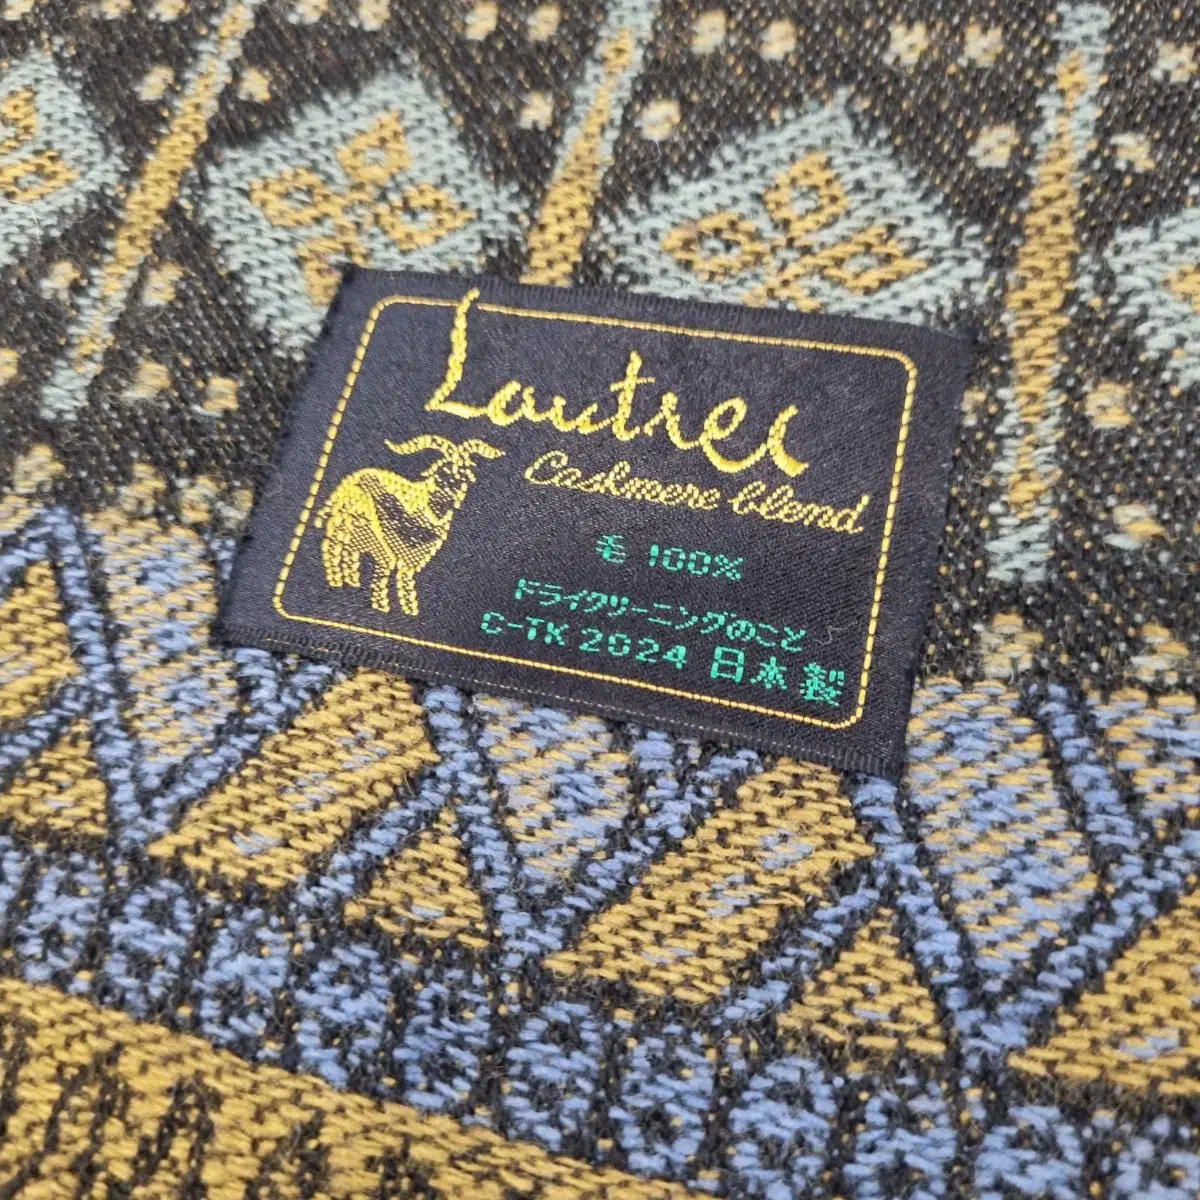 Lautrec
Cashmere blend
毛 100%
ドライクリーニングのこと
C-TK 2024 日本製